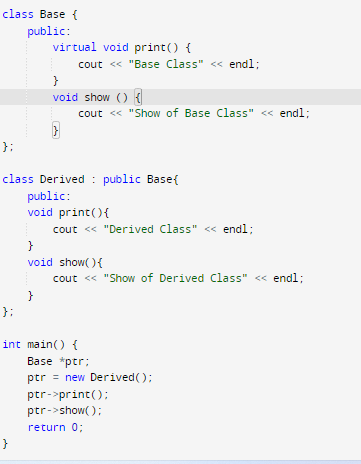 class Base {
    public:
        virtual void print() {
            cout << "Base Class" << endl;
        }
        void show () {
            cout << "Show of Base Class" << endl;
        }
};

class Derived : public Base{
    public:
    void print(){
        cout << "Derived Class" << endl;
    }
    void show(){
        cout << "Show of Derived Class" << endl;
    }
};

int main() {
    Base *ptr;
    ptr = new Derived();
    ptr->print();
    ptr->show();
    return 0;
}